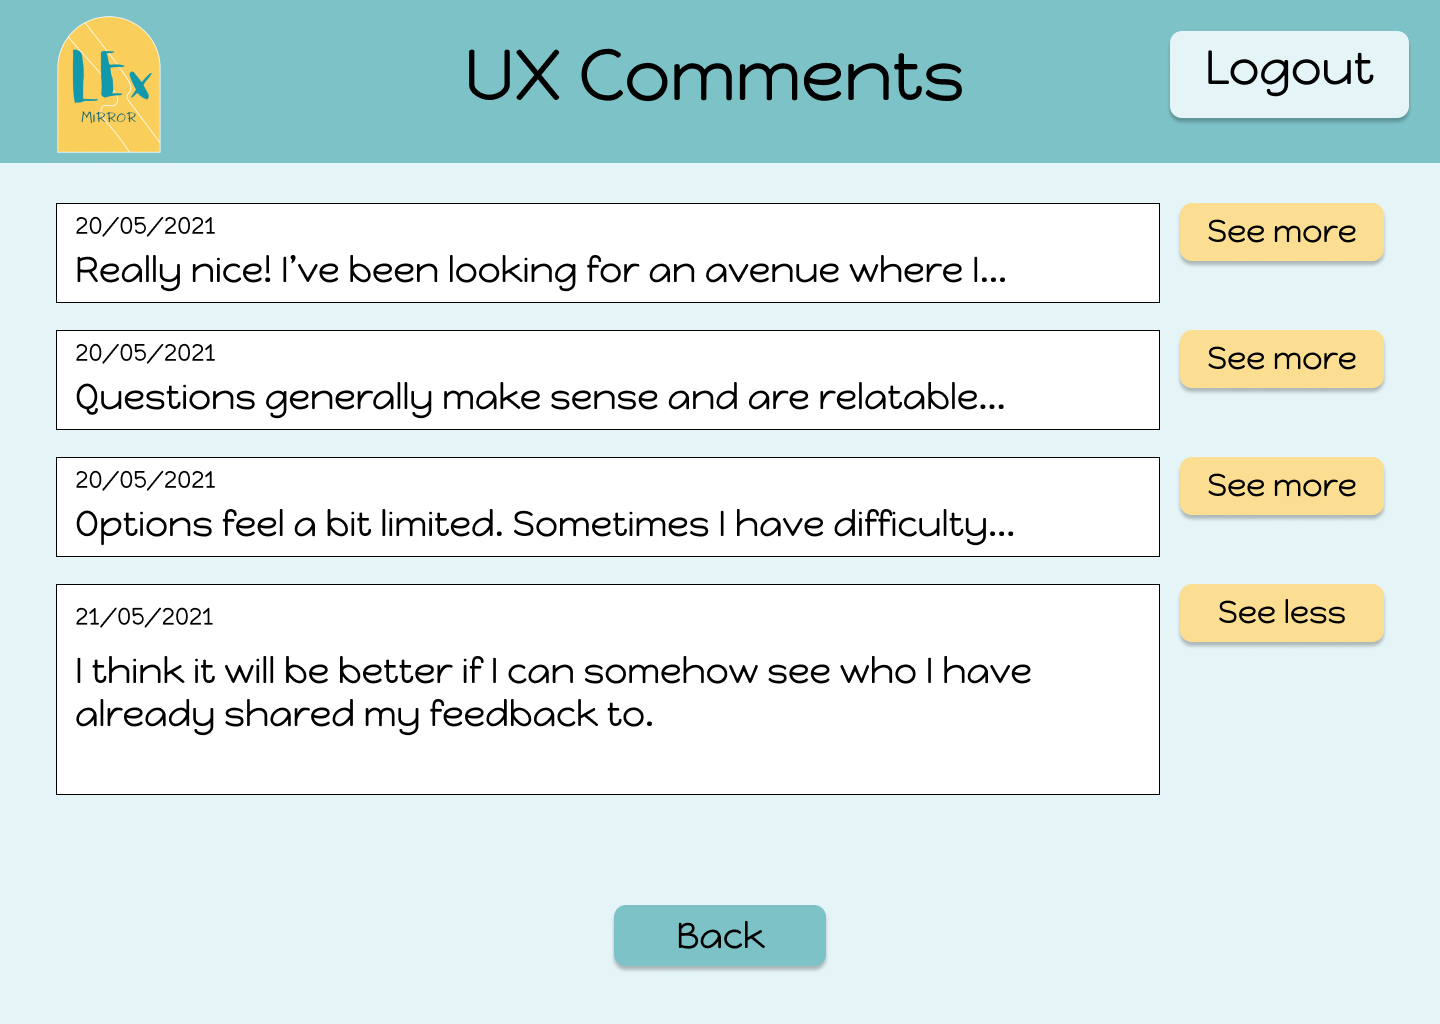 LEx
MIRROR
UX Comments
Logout
20/05/2021
Really nice! I’ve been looking for an avenue where I...
See more
20/05/2021
Questions generally make sense and are relatable...
See more
20/05/2021
Options feel a bit limited. Sometimes I have difficulty...
See more
21/05/2021
I think it will be better if I can somehow see who I have
already shared my feedback to.
See less
Back